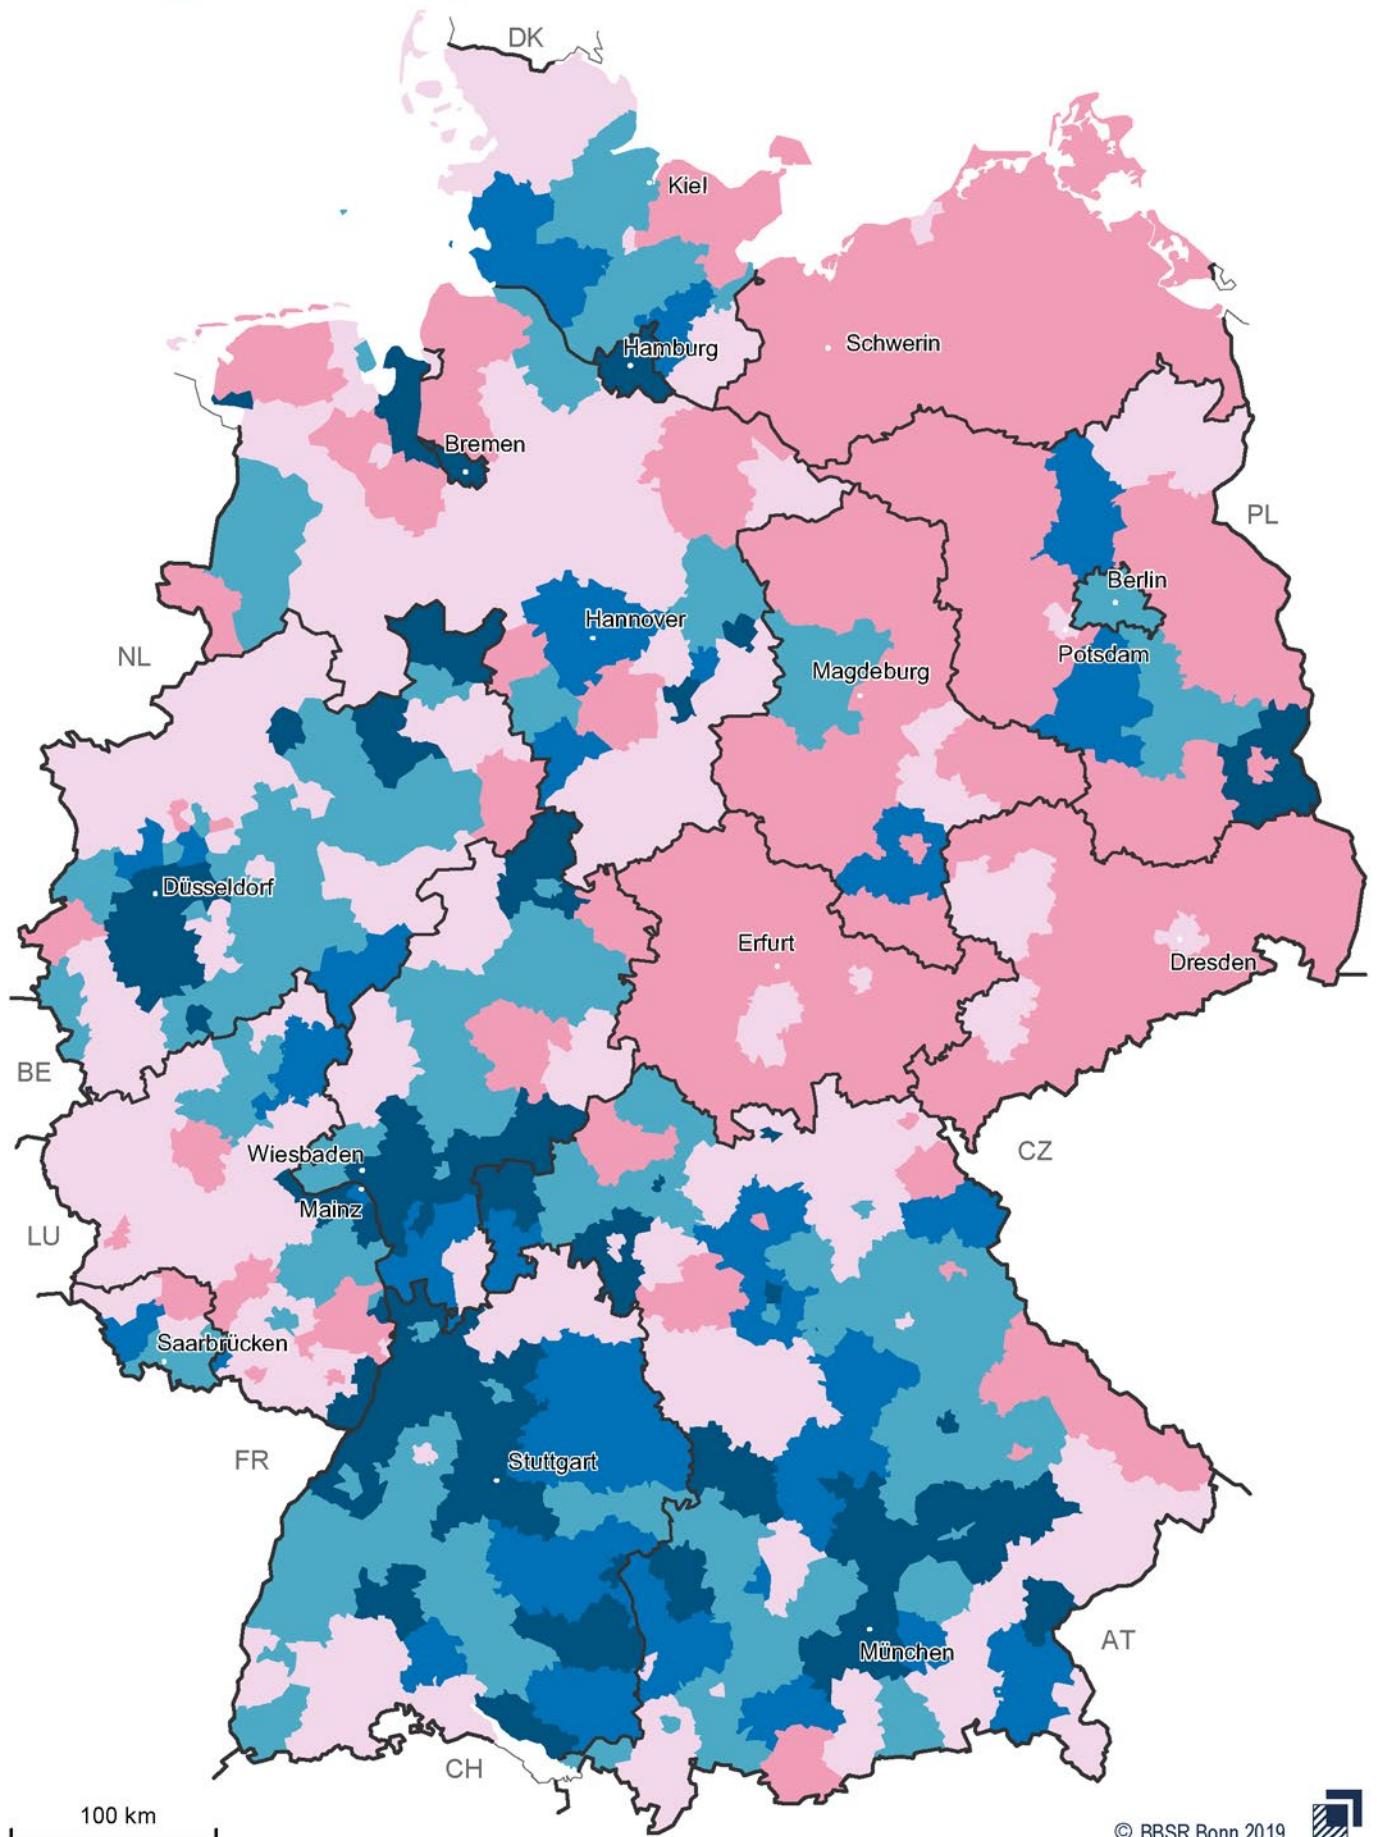 DK
Kiel
Hamburg
Schwerin
Bremen
PL
Berlin
Hannover
NL
Potsdam
Magdeburg
Düsseldorf
Erfurt
Dresden
BE
Wiesbaden
CZ
Mainz
LU
Saarbrücken
FR
Stuttgart
AT
München
CH
100 km
© BBSR Bonn 2019